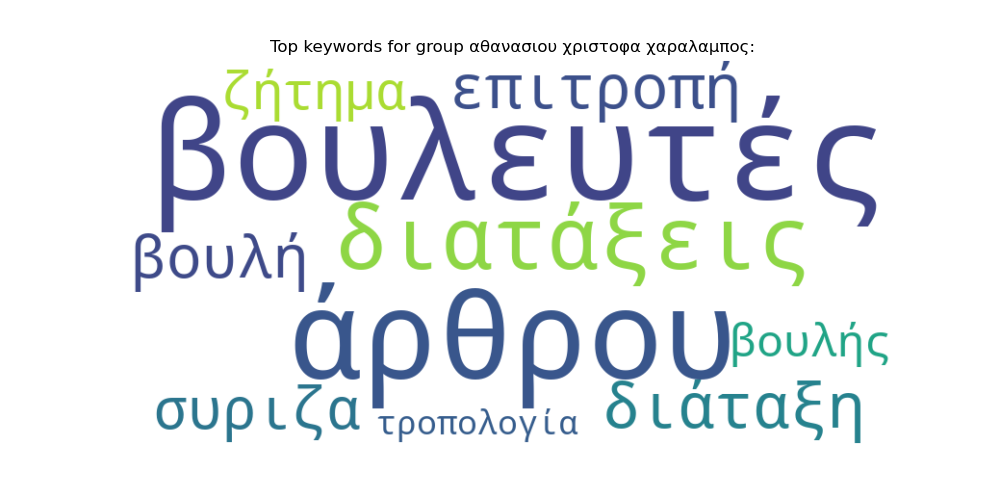 Top keywords for group αθανασιου χριστοφα χαραλαμπος:
ζήτημα επιτροπή
βουλευτές
διατάξεις
βουλή
άρθρου
βουλής
συριζα τροπολογία διάταξη